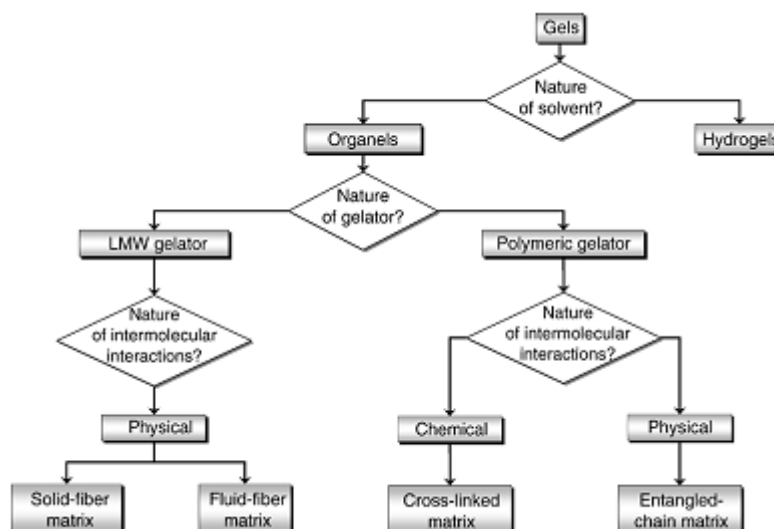 Gels
Nature
of solvent?
Organels
Hydrogels
Nature
of gelator?
LMW gelator
Polymeric gelator
Nature
of intermolecular
interactions?
Nature
of intermolecular
interactions?
Physical
Chemical
Physical
Solid-fiber
matrix
Fluid-fiber
matrix
Cross-linked
matrix
Entangled-
chain matrix